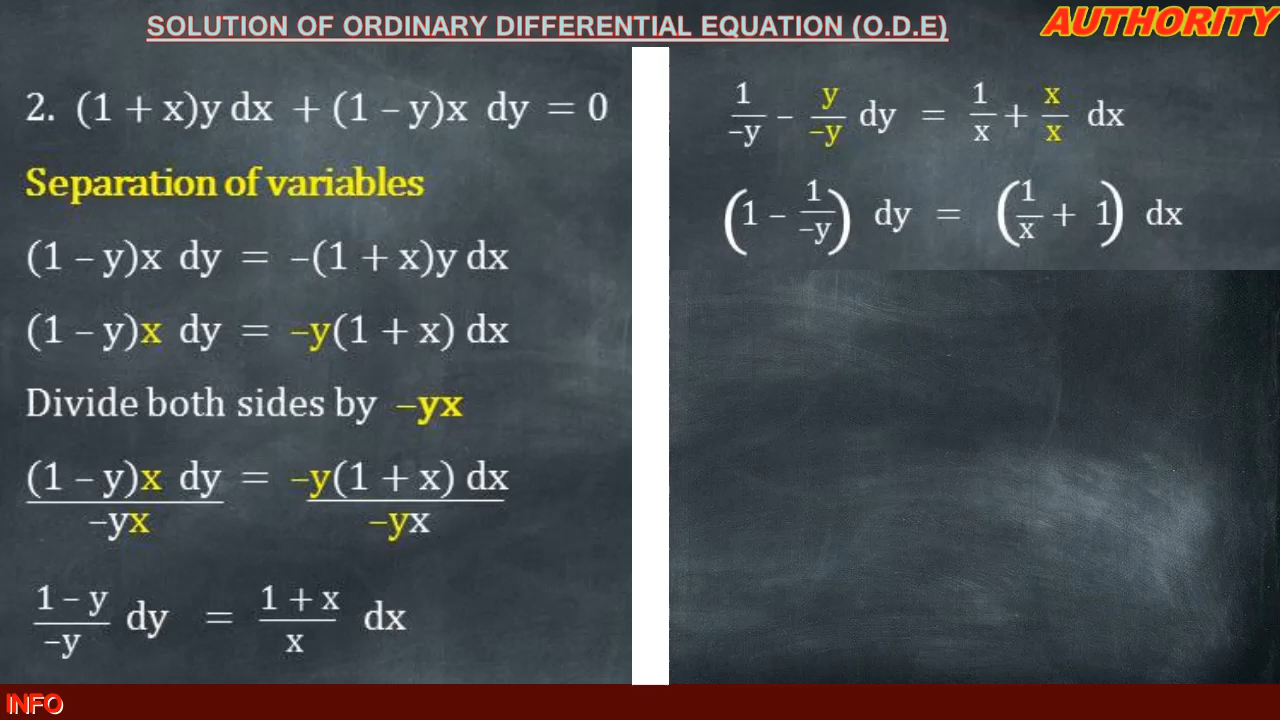 SOLUTION OF ORDINARY DIFFERENTIAL EQUATION (O.D.E)
AUTHORITY
2. (1 + x)y dx + (1 – y)x dy = 0
Separation of variables
(1 – y)x dy = –(1 + x)y dx
(1 – y)x dy = –y(1 + x) dx
Divide both sides by –yx
(1 – y)x dy = –y(1 + x) dx
–yx –yx
1 – y dy = 1 + x dx
–y x
1 – y dy = 1 + x dx
–y –y x x
(1 – 1 ) dy = (1 + 1) dx
–y x
INFO